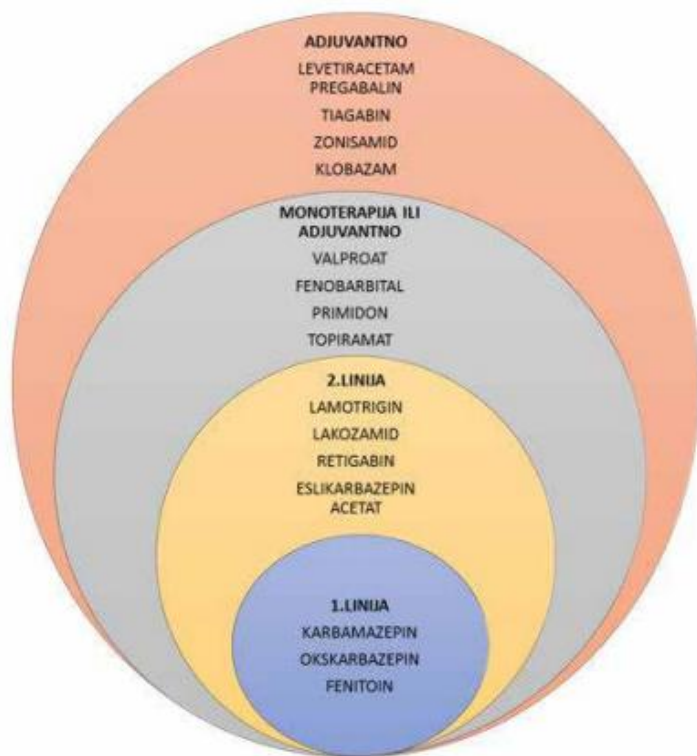 ADJUVANTNO
LEVETIRACETAM
PREGABALIN
TIAGABIN
ZONISAMID
KLOBAZAM
MONOTERAPIJA ILI
ADJUVANTNO
VALPROAT
FENOBARBITAL
PRIMIDON
TOPIRAMAT
2.LINIJA
LAMOTRIGIN
LAKOZAMID
RETIGABIN
ESLIKARBAZEPIN
ACETAT
1.LINIJA
KARBAMAZEPIN
OKSKARBAZEPIN
FENITOIN